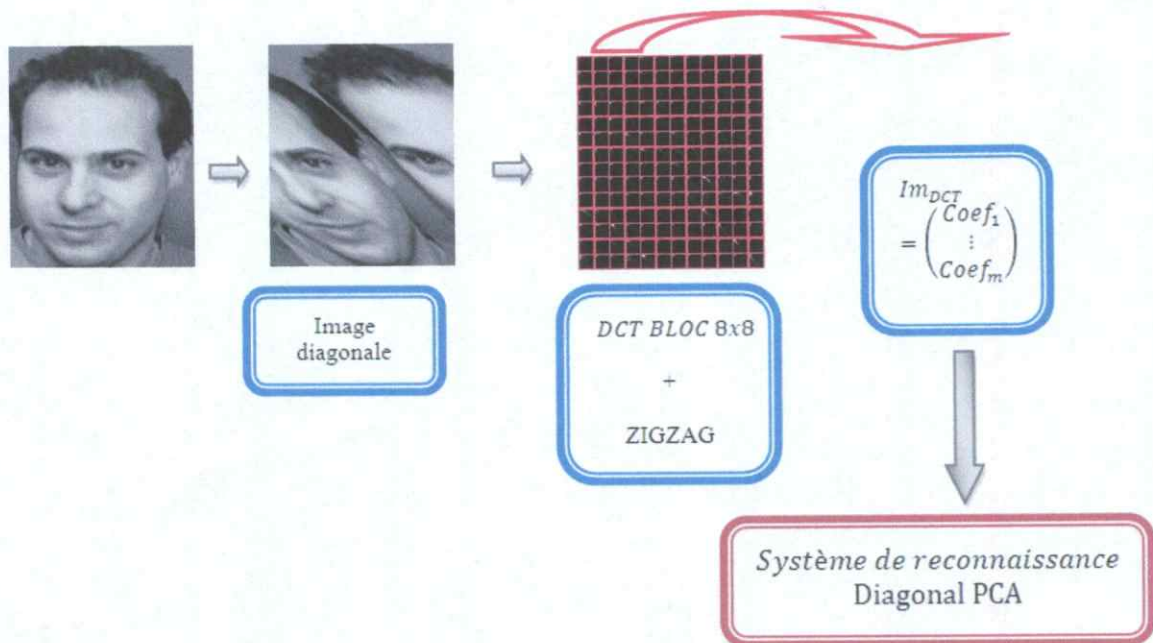 Image
diagonale
DCT BLOC 8x8
+
ZIGZAG
Im_DCT
= (Coef_1
⋮
Coef_m)
Système de reconnaissance
Diagonal PCA